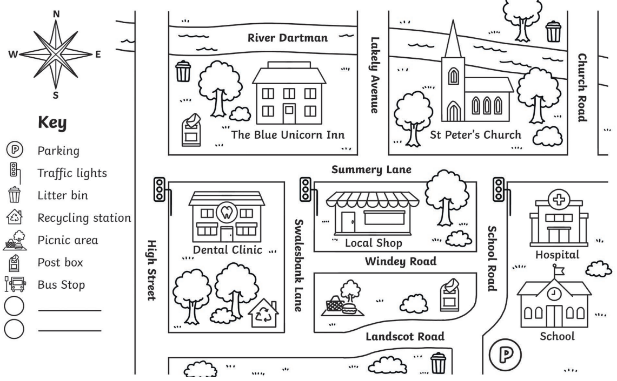 N
W
E
S
Key
P
Parking
Traffic lights
Litter bin
Recycling station
Picnic area
Post box
Bus Stop
River Dartman
Lakely Avenue
Church Road
The Blue Unicorn Inn
St Peter's Church
Summery Lane
Dental Clinic
Local Shop
Hospital
High Street
Swalesbank Lane
School Road
Windey Road
School
Landscot Road
P